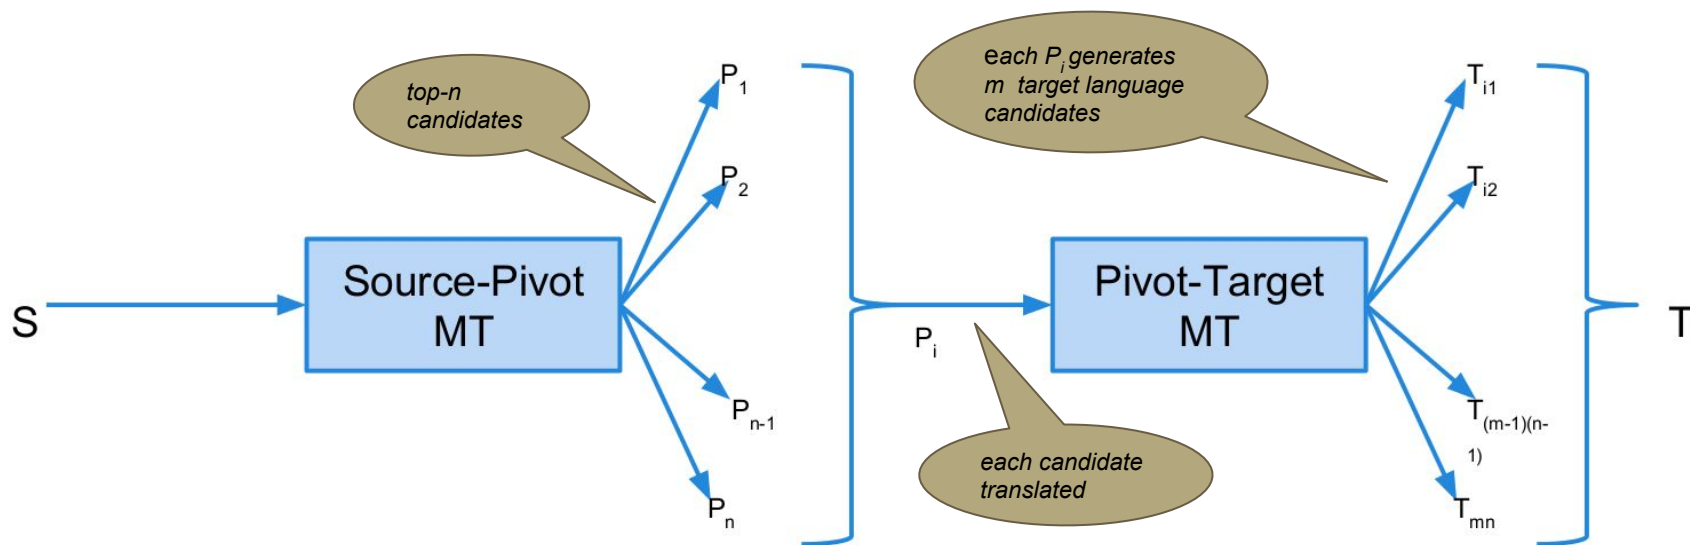 top-n
candidates
P1
P2
Pn-1
Pn
S
Source-Pivot
MT
Pi
each candidate
translated
each Pi generates
m target language
candidates
Pivot-Target
MT
Ti1
Ti2
T(m-1)(n-
1)
Tmn
T